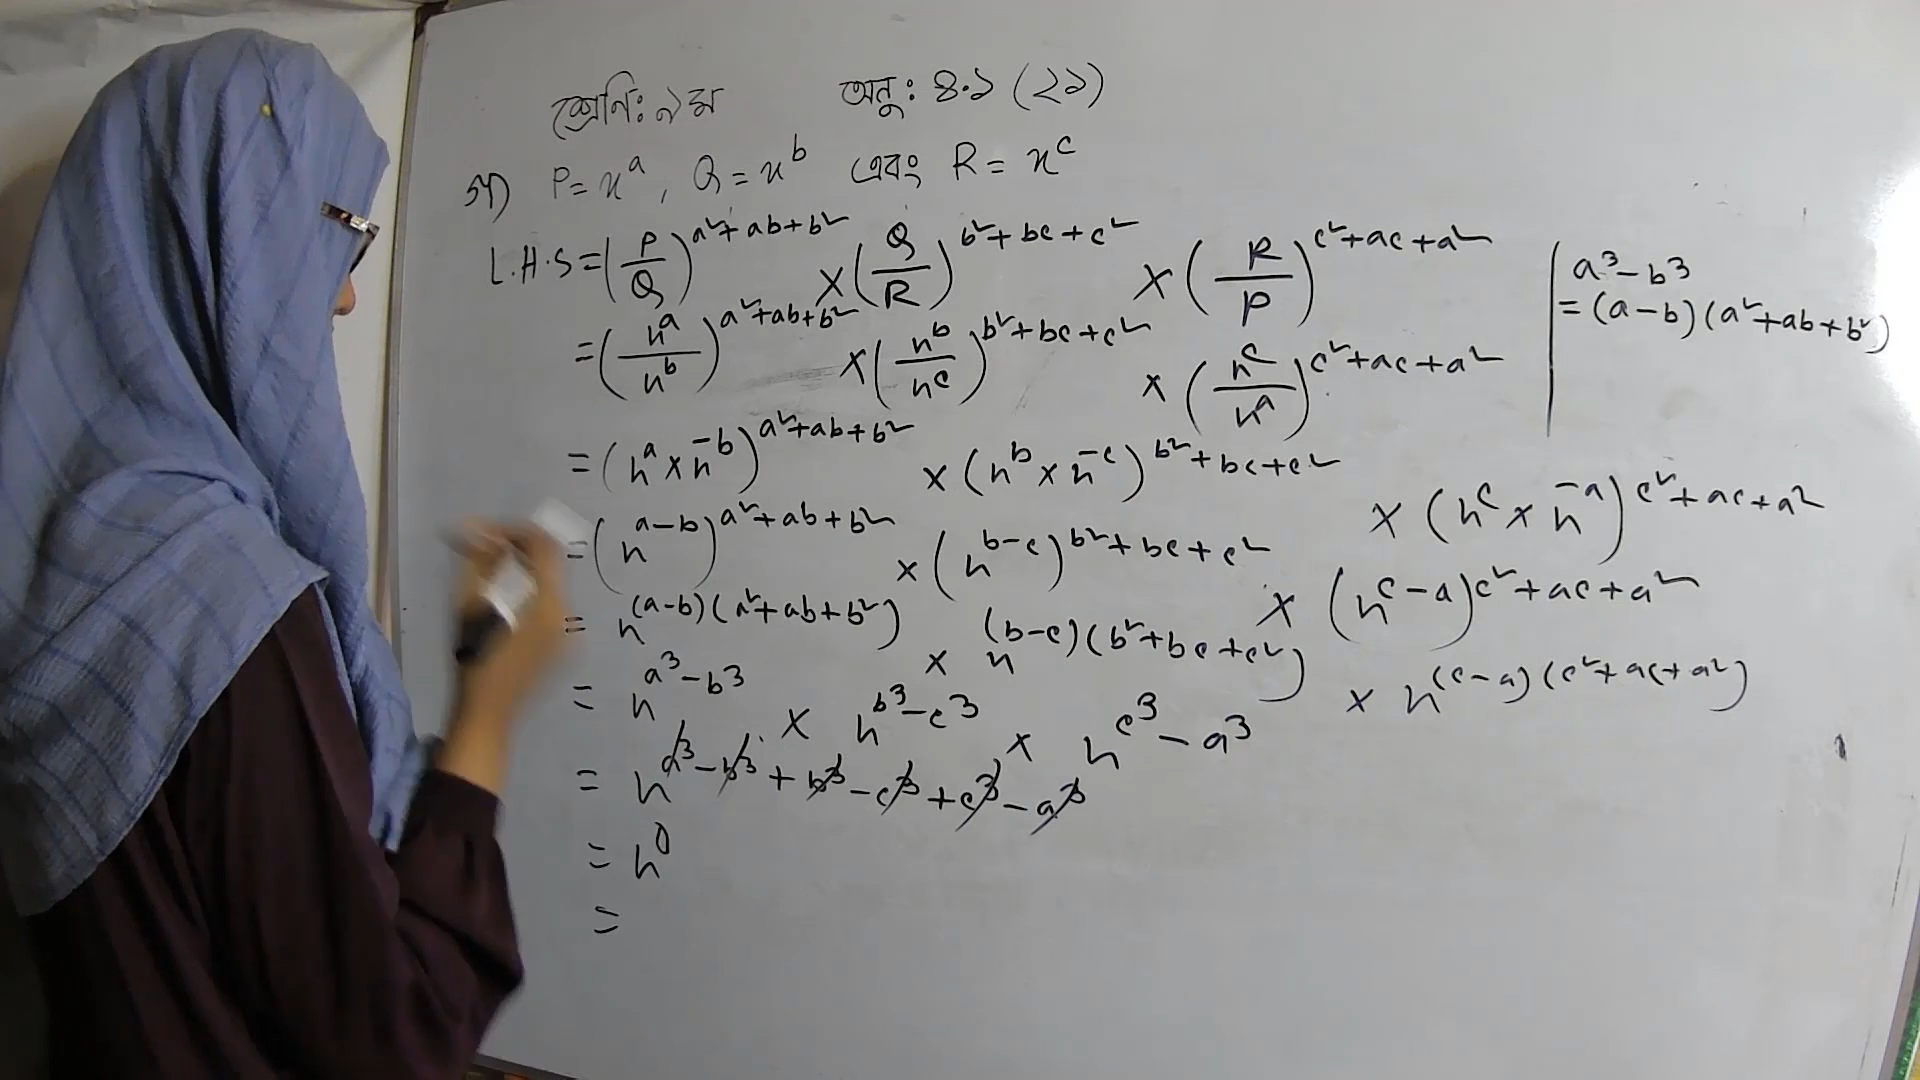 শ্রেণি: ৯ম অনু: ৪.১ (২১)
P = x^a, Q = x^b এবং R = x^c
L.H.S = (P/Q)^(a²+ab+b²) × (Q/R)^(b²+bc+c²) × (R/P)^(c²+ac+a²)
= (x^a/x^b)^(a²+ab+b²) × (x^b/x^c)^(b²+bc+c²) × (x^c/x^a)^(c²+ac+a²)
= (x^a × x^-b)^(a²+ab+b²) × (x^b × x^-c)^(b²+bc+c²) × (x^c × x^-a)^(c²+ac+a²)
= (x^(a-b))^(a²+ab+b²) × (x^(b-c))^(b²+bc+c²) × (x^(c-a))^(c²+ac+a²)
= x^((a-b)(a²+ab+b²)) × x^((b-c)(b²+bc+c²)) × x^((c-a)(c²+ac+a²))
= x^(a³-b³) × x^(b³-c³) × x^(c³-a³)
= x^(a³-b³+b³-c³+c³-a³)
= x^0
=
a³-b³
= (a-b)(a²+ab+b²)